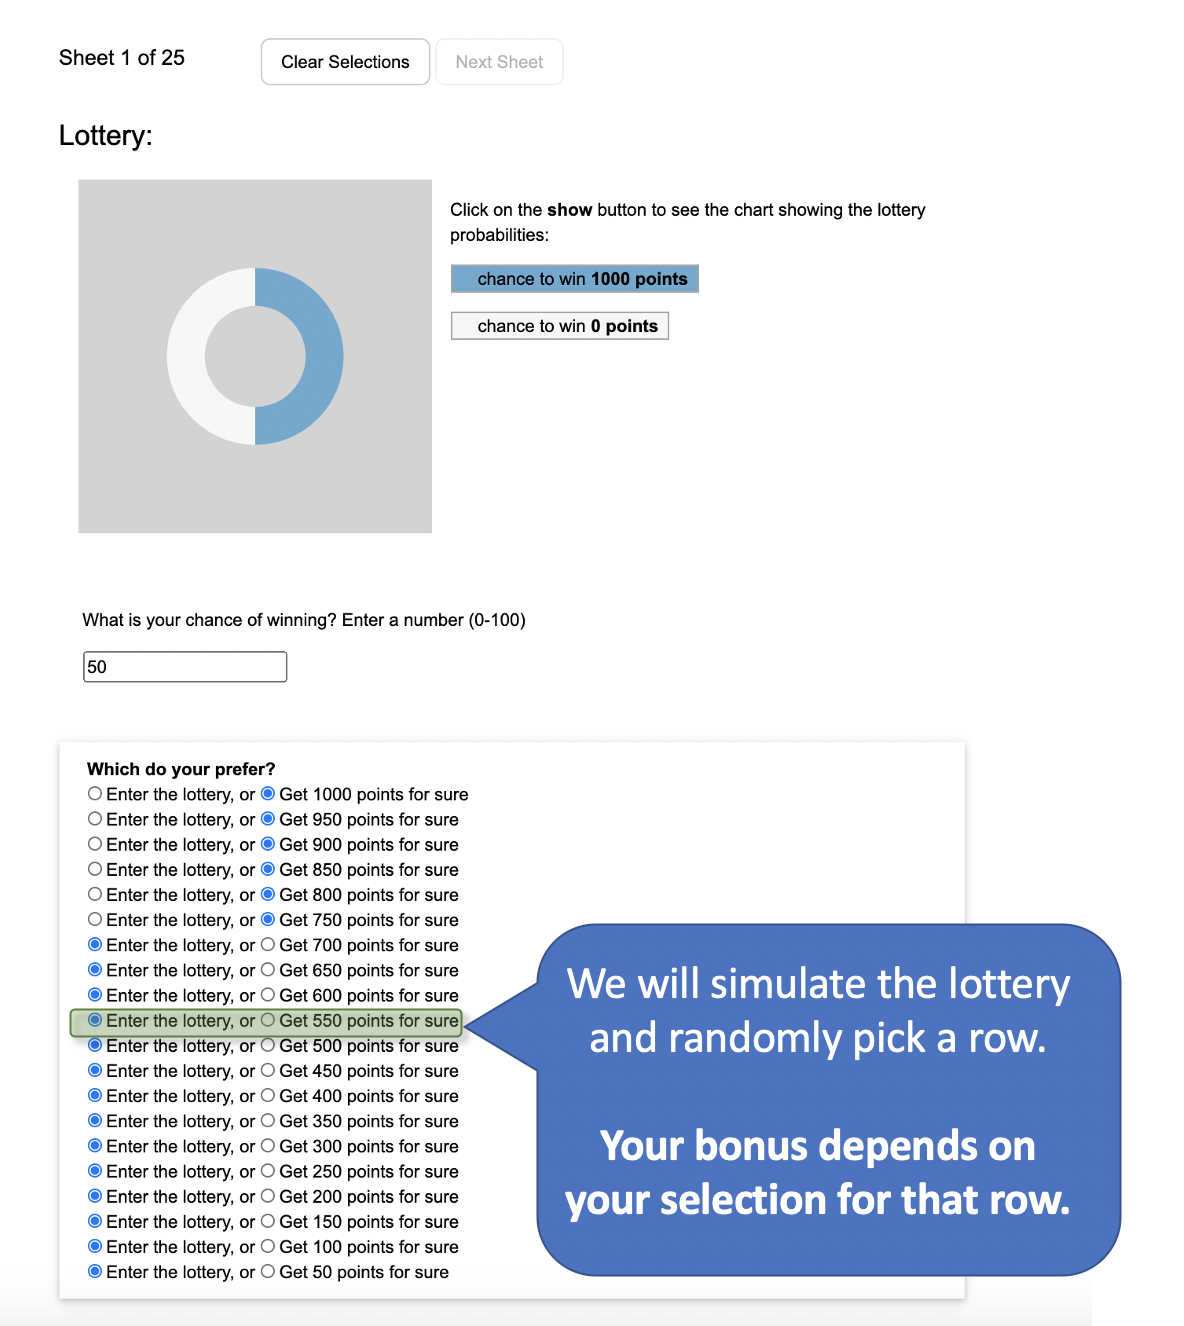 Sheet 1 of 25
Clear Selections
Next Sheet
Lottery:
Click on the show button to see the chart showing the lottery
probabilities:
chance to win 1000 points
chance to win 0 points
What is your chance of winning? Enter a number (0-100)
50
Which do your prefer?
Enter the lottery, or Get 1000 points for sure
Enter the lottery, or Get 950 points for sure
Enter the lottery, or Get 900 points for sure
Enter the lottery, or Get 850 points for sure
Enter the lottery, or Get 800 points for sure
Enter the lottery, or Get 750 points for sure
Enter the lottery, or Get 700 points for sure
Enter the lottery, or Get 650 points for sure
Enter the lottery, or Get 600 points for sure
Enter the lottery, or Get 550 points for sure
Enter the lottery, or Get 500 points for sure
Enter the lottery, or Get 450 points for sure
Enter the lottery, or Get 400 points for sure
Enter the lottery, or Get 350 points for sure
Enter the lottery, or Get 300 points for sure
Enter the lottery, or Get 250 points for sure
Enter the lottery, or Get 200 points for sure
Enter the lottery, or Get 150 points for sure
Enter the lottery, or Get 100 points for sure
Enter the lottery, or Get 50 points for sure
We will simulate the lottery
and randomly pick a row.
Your bonus depends on
your selection for that row.